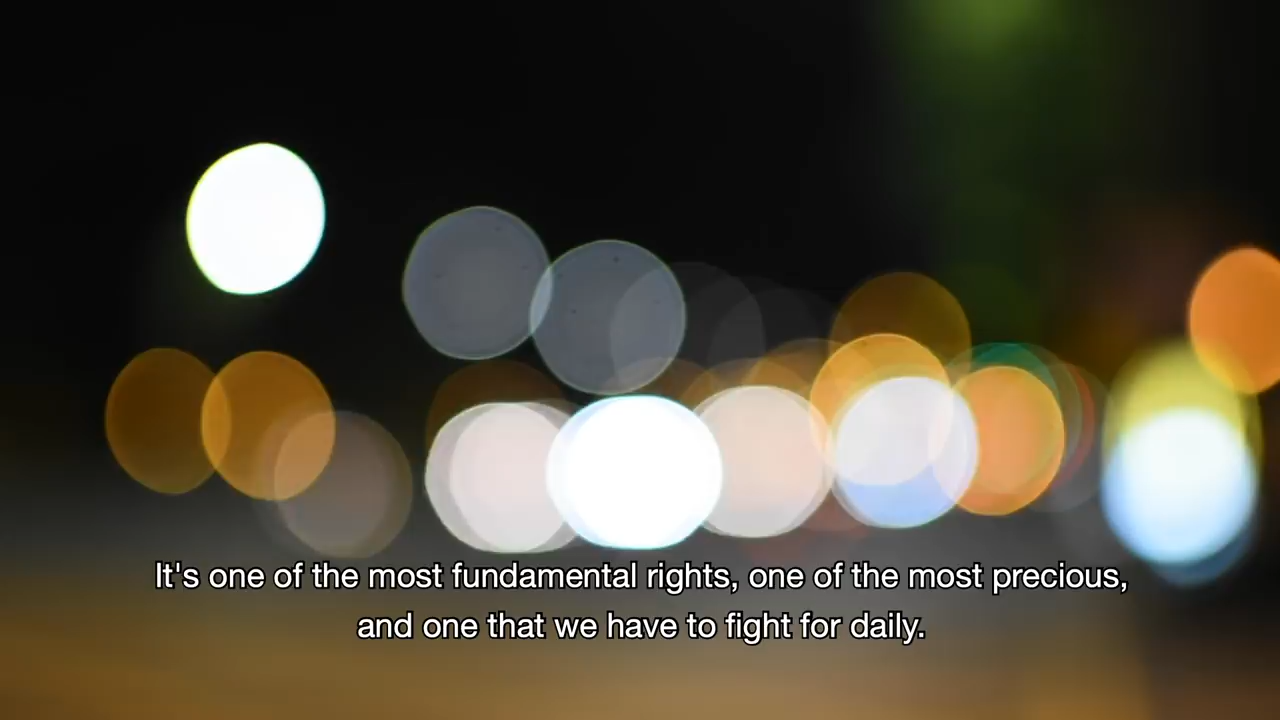 It's one of the most fundamental rights, one of the most precious,
and one that we have to fight for daily.